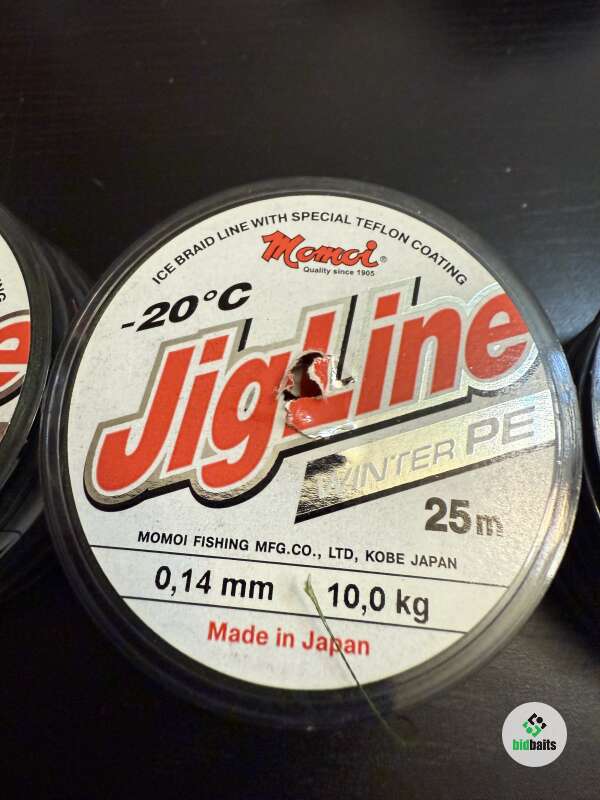 ICE BRAID LINE WITH SPECIAL TEFLON COATING
Momoi®
Quality since 1905
-20°C
JigLine
WINTER PE
25m
MOMOI FISHING MFG.CO., LTD, KOBE JAPAN
0,14 mm 10,0 kg
Made in Japan
bidbaits